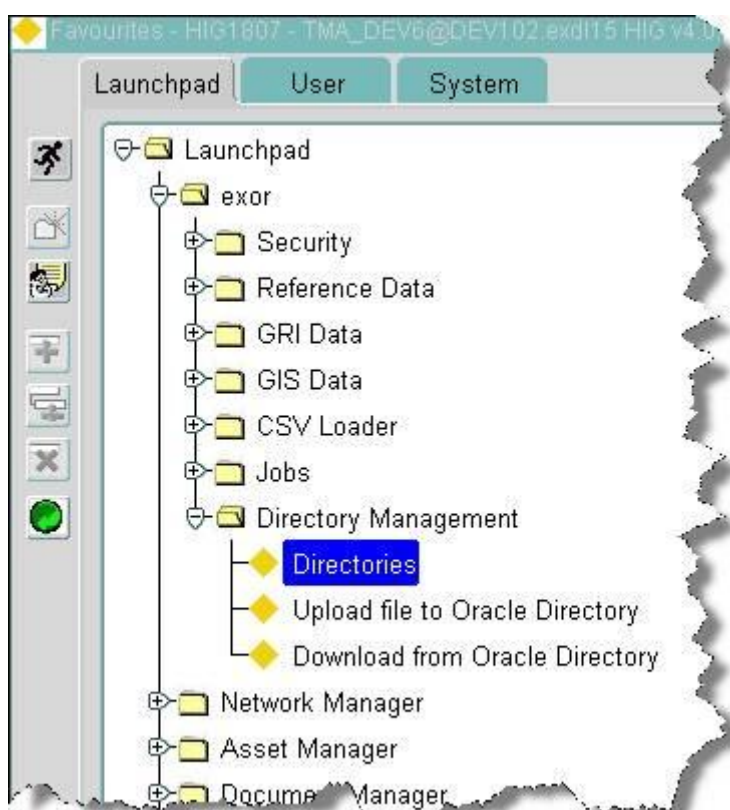 Favourites - HIG1807 - TMA_DEV6@DEV102.exdl15 HIG v4.0
Launchpad User System
Launchpad
exor
Security
Reference Data
GRI Data
GIS Data
CSV Loader
Jobs
Directory Management
Directories
Upload file to Oracle Directory
Download from Oracle Directory
Network Manager
Asset Manager
Manager